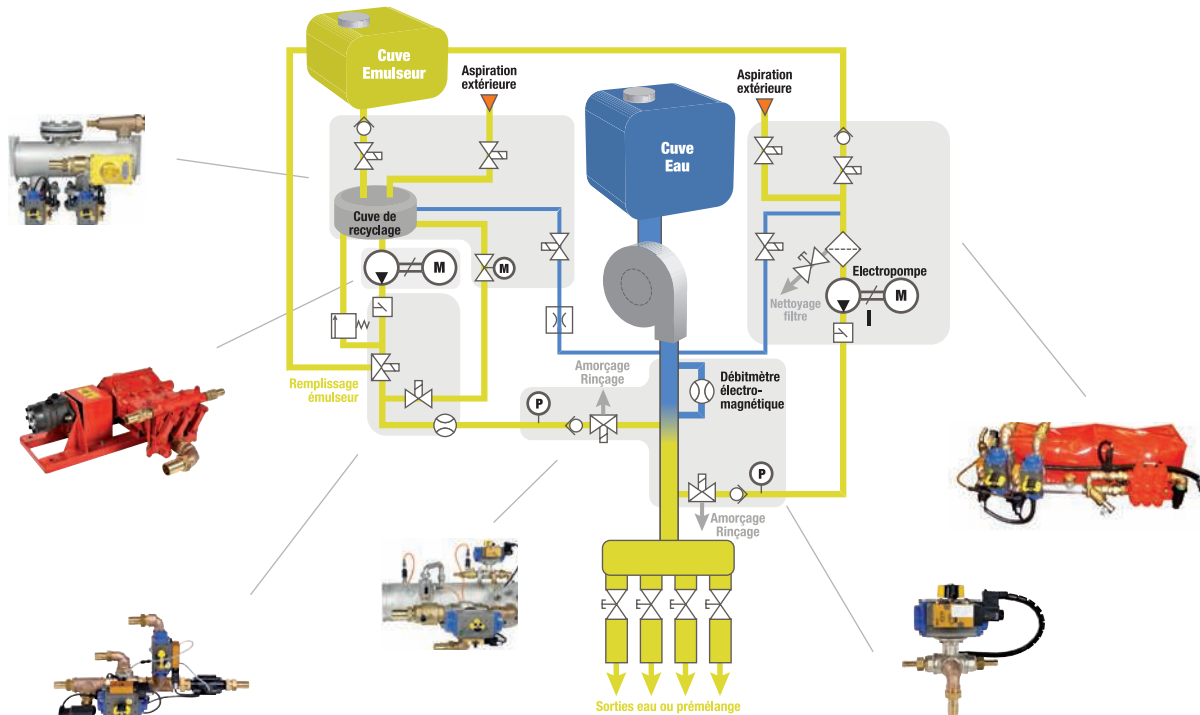 Cuve
Emulseur
Aspiration
extérieure
Aspiration
extérieure
Cuve
Eau
Cuve de
recyclage
M
M
Electropompe
M
I
Nettoyage
filtre
Remplissage
émulseur
Amorçage
Rinçage
P
Débitmètre
électro-
magnétique
P
Amorçage
Rinçage
Sorties eau ou prémélange